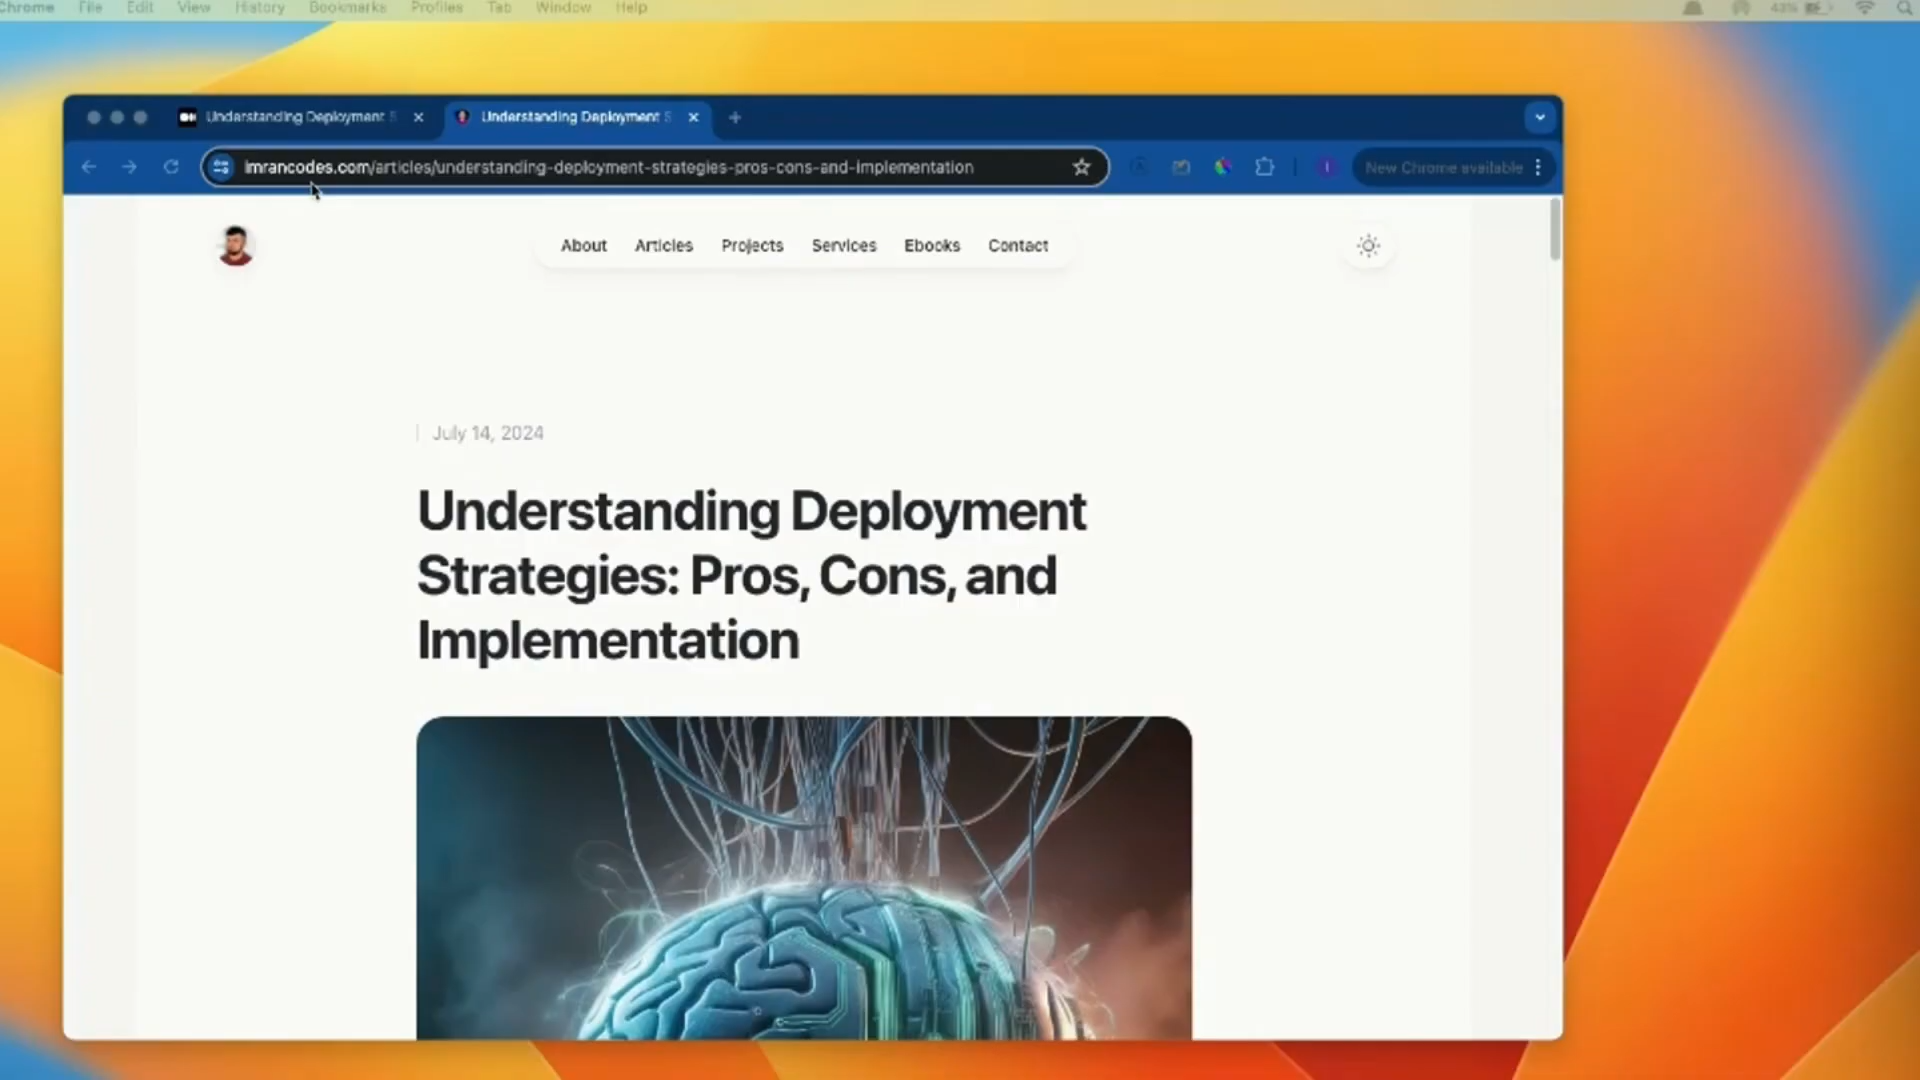 Chrome File Edit View History Bookmarks Profiles Tab Window Help 43%
Understanding Deployment S Understanding Deployment S
imrancodes.com/articles/understanding-deployment-strategies-pros-cons-and-implementation New Chrome available
About Articles Projects Services Ebooks Contact
July 14, 2024
Understanding Deployment
Strategies: Pros, Cons, and
Implementation